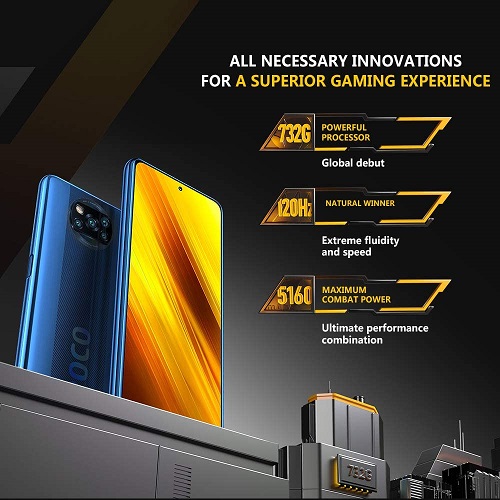 ALL NECESSARY INNOVATIONS
FOR A SUPERIOR GAMING EXPERIENCE
732G
POWERFUL
PROCESSOR
Global debut
120Hz
NATURAL WINNER
Extreme fluidity
and speed
5160
MAXIMUM
COMBAT POWER
Ultimate performance
combination
OCO
732G